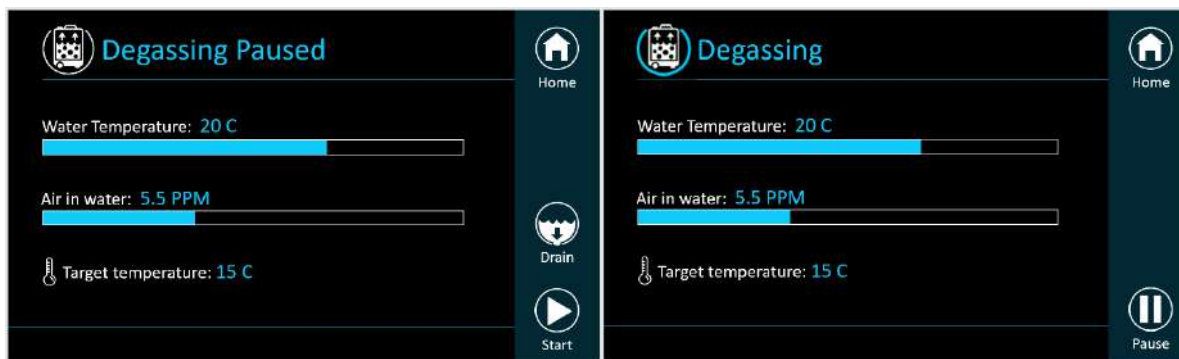 Degassing Paused
Home
Water Temperature: 20 C
Air in water: 5.5 PPM
Drain
Target temperature: 15 C
Start
Degassing
Home
Water Temperature: 20 C
Air in water: 5.5 PPM
Target temperature: 15 C
Pause